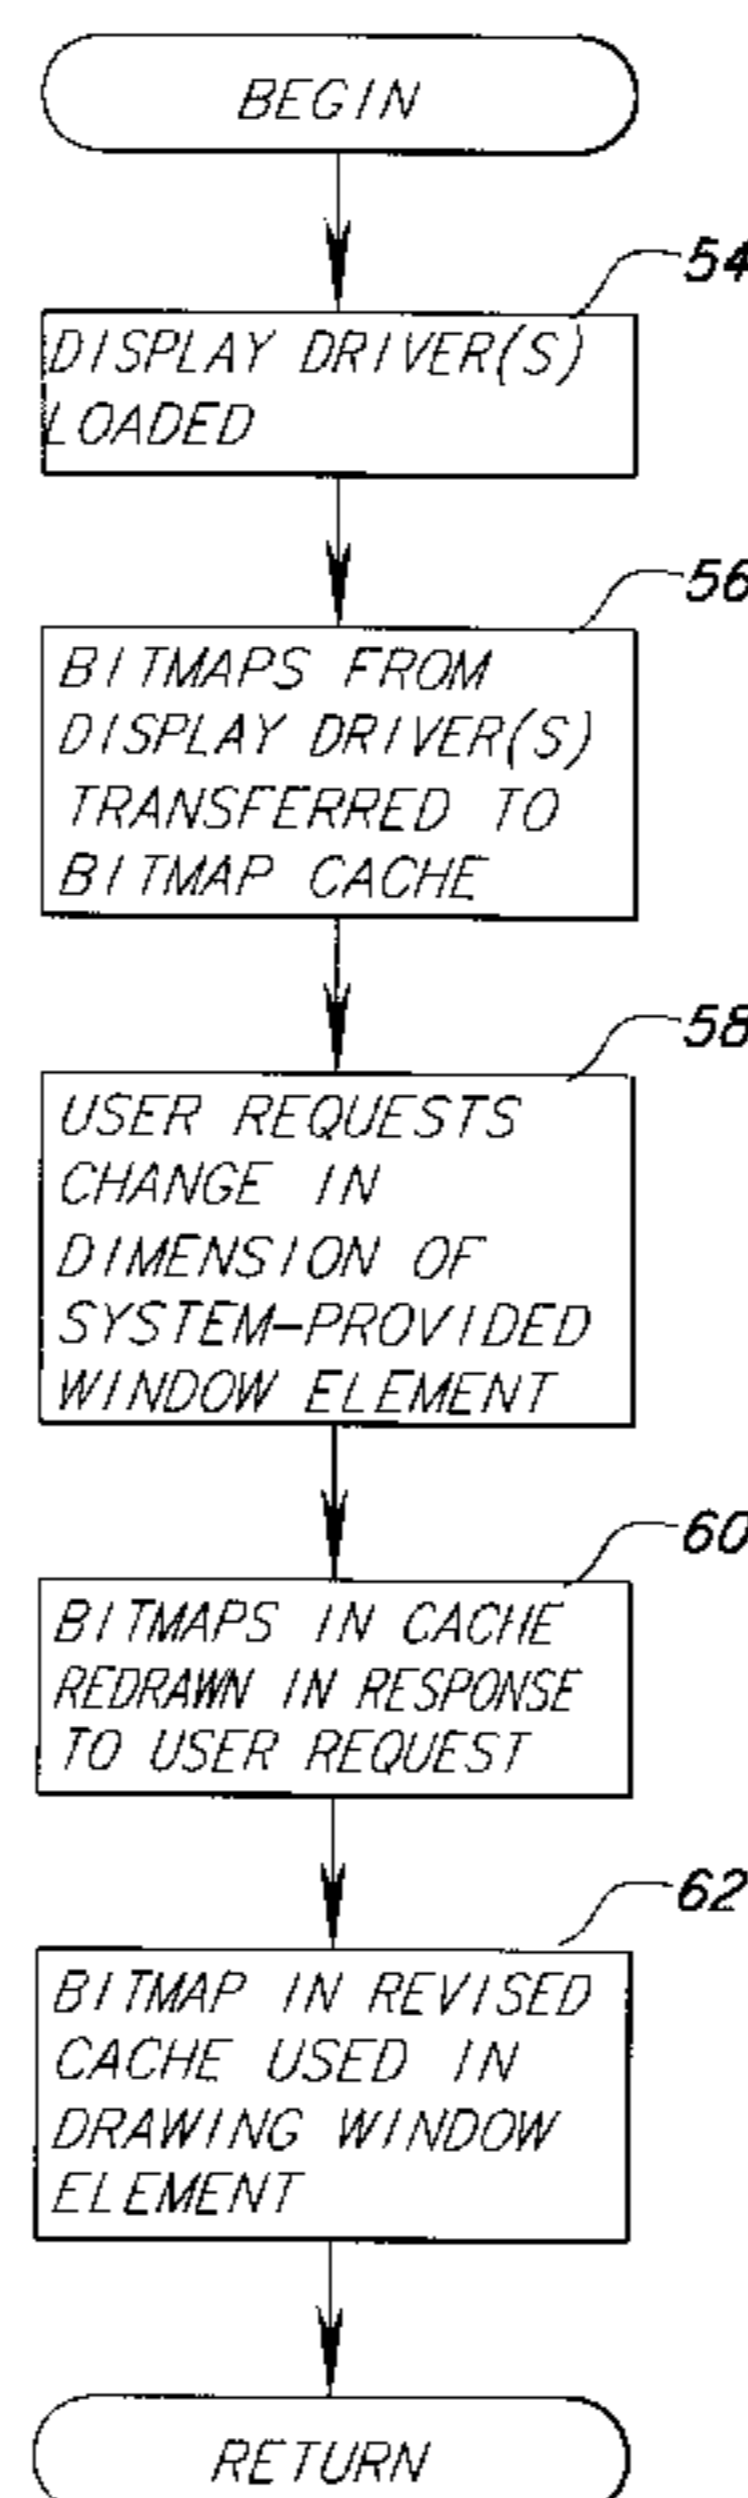 BEGIN
54
DISPLAY DRIVER(S)
LOADED
56
BITMAPS FROM
DISPLAY DRIVER(S)
TRANSFERRED TO
BITMAP CACHE
58
USER REQUESTS
CHANGE IN
DIMENSION OF
SYSTEM-PROVIDED
WINDOW ELEMENT
60
BITMAPS IN CACHE
REDRAWN IN RESPONSE
TO USER REQUEST
62
BITMAP IN REVISED
CACHE USED IN
DRAWING WINDOW
ELEMENT
RETURN